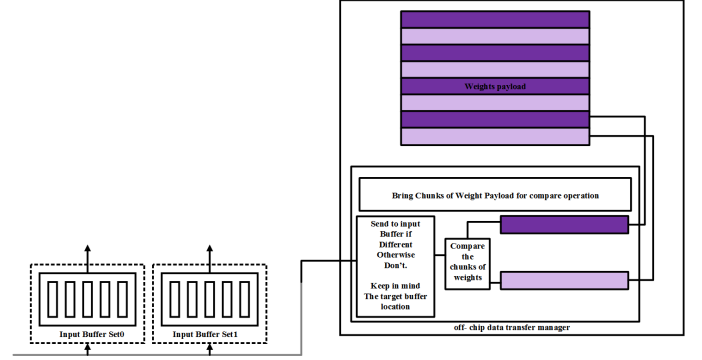 Weights payload
Bring Chunks of Weight Payload for compare operation
Send to input
Buffer if
Different
Otherwise
Don't.
Keep in mind
The target buffer
location
Compare
the
chunks of
weights
off- chip data transfer manager
Input Buffer Set0
Input Buffer Set1